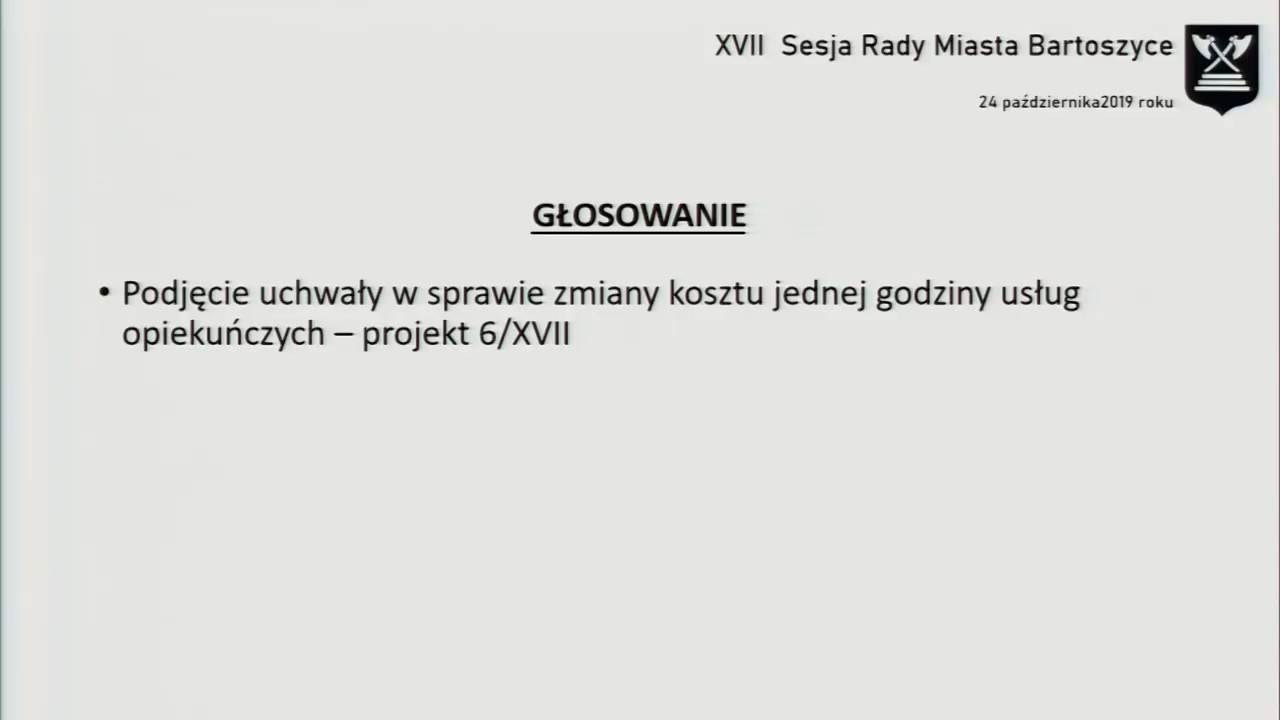 XVII Sesja Rady Miasta Bartoszyce
24 października2019 roku
GŁOSOWANIE
• Podjęcie uchwały w sprawie zmiany kosztu jednej godziny usług
opiekuńczych – projekt 6/XVII